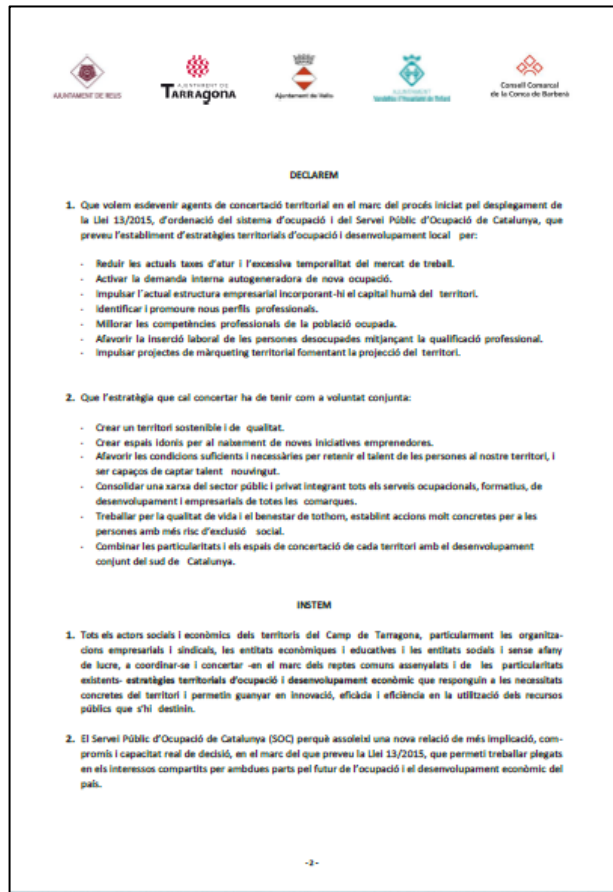 AJUNTAMENT DE REUS
AJUNTAMENT DE
TARRAGONA
Ajuntament de Valls
AJUNTAMENT
Vandellòs i l'Hospitalet de l'Infant
Consell Comarcal
de la Conca de Barberà
DECLAREM
1. Que volem esdevenir agents de concertació territorial en el marc del procés iniciat pel desplegament de
la Llei 13/2015, d'ordenació del sistema d'ocupació i del Servei Públic d'Ocupació de Catalunya, que
preveu l'establiment d'estratègies territorials d'ocupació i desenvolupament local per:
- Reduir les actuals taxes d'atur i l'excessiva temporalitat del mercat de treball.
- Activar la demanda interna autogeneradora de nova ocupació.
- Impulsar l'actual estructura empresarial incorporant-hi el capital humà del territori.
- Identificar i promoure nous perfils professionals.
- Millorar les competències professionals de la població ocupada.
- Afavorir la inserció laboral de les persones desocupades mitjançant la qualificació professional.
- Impulsar projectes de màrqueting territorial fomentant la projecció del territori.
2. Que l'estratègia que cal concertar ha de tenir com a voluntat conjunta:
- Crear un territori sostenible i de qualitat.
- Crear espais idonis per al naixement de noves iniciatives emprenedores.
- Afavorir les condicions suficients i necessàries per retenir el talent de les persones al nostre territori, i
ser capaços de captar talent nouvingut.
- Consolidar una xarxa del sector públic i privat integrant tots els serveis ocupacionals, formatius, de
desenvolupament i empresarials de totes les comarques.
- Treballar per la qualitat de vida i el benestar de tothom, establint accions molt concretes per a les
persones amb més risc d'exclusió social.
- Combinar les particularitats i els espais de concertació de cada territori amb el desenvolupament
conjunt del sud de Catalunya.
INSTEM
1. Tots els actors socials i econòmics dels territoris del Camp de Tarragona, particularment les organitza-
cions empresarials i sindicals, les entitats econòmiques i educatives i les entitats socials i sense afany
de lucre, a coordinar-se i concertar -en el marc dels reptes comuns assenyalats i de les particularitats
existents- estratègies territorials d'ocupació i desenvolupament econòmic que responguin a les necessitats
concretes del territori i permetin guanyar en innovació, eficàcia i eficiència en la utilització dels recursos
públics que s'hi destinin.
2. El Servei Públic d'Ocupació de Catalunya (SOC) perquè assoleixi una nova relació de més implicació, com-
promís i capacitat real de decisió, en el marc del que preveu la Llei 13/2015, que permeti treballar plegats
en els interessos compartits per ambdues parts pel futur de l'ocupació i el desenvolupament econòmic del
país.
-2-